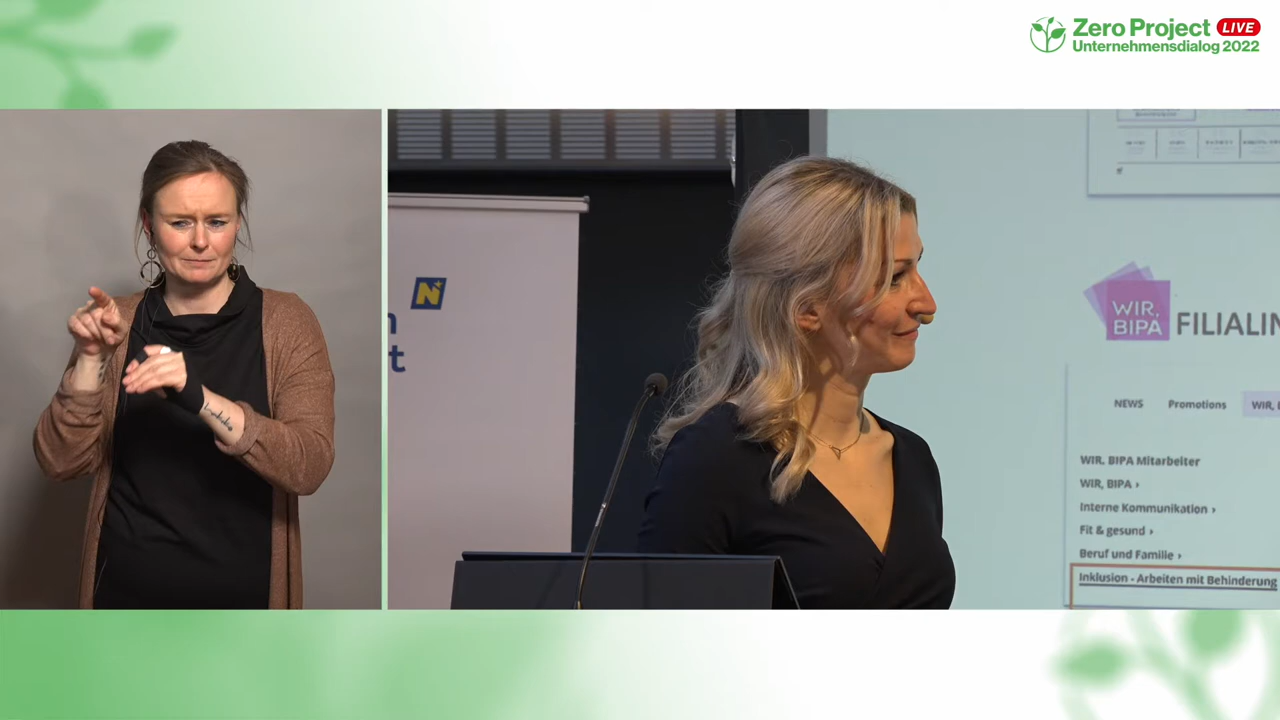 Zero Project LIVE
Unternehmensdialog 2022
N
t
WIR,
BIPA
FILIALIN
NEWS Promotions WIR,
WIR, BIPA Mitarbeiter
WIR, BIPA ›
Interne Kommunikation ›
Fit & gesund ›
Beruf und Familie ›
Inklusion - Arbeiten mit Behinderung